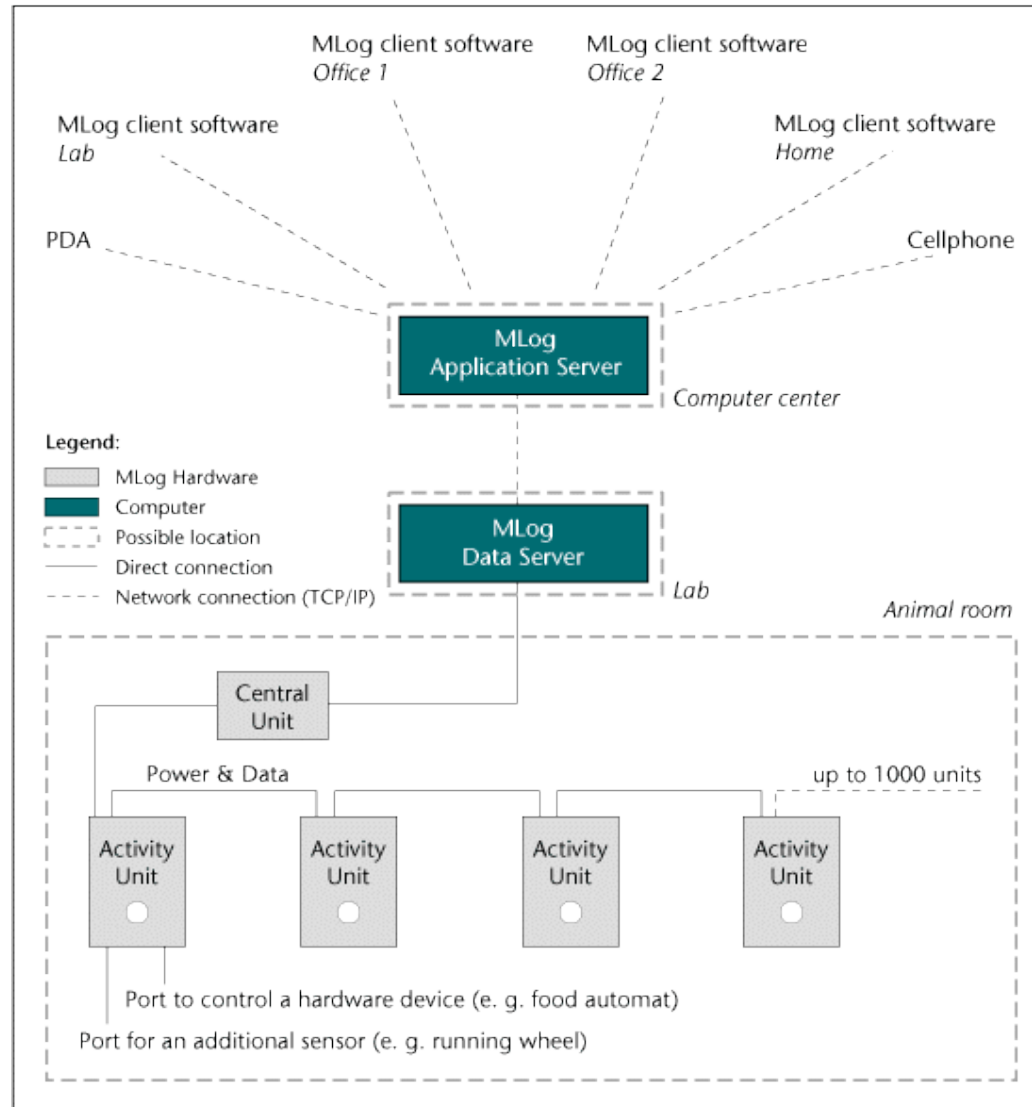 MLog client software
Office 1
MLog client software
Office 2
MLog client software
Lab
MLog client software
Home
PDA
Cellphone
MLog
Application Server
Computer center
Legend:
MLog Hardware
Computer
Possible location
Direct connection
Network connection (TCP/IP)
MLog
Data Server
Lab
Animal room
Central
Unit
Power & Data
up to 1000 units
Activity
Unit
Activity
Unit
Activity
Unit
Activity
Unit
Port to control a hardware device (e. g. food automat)
Port for an additional sensor (e. g. running wheel)